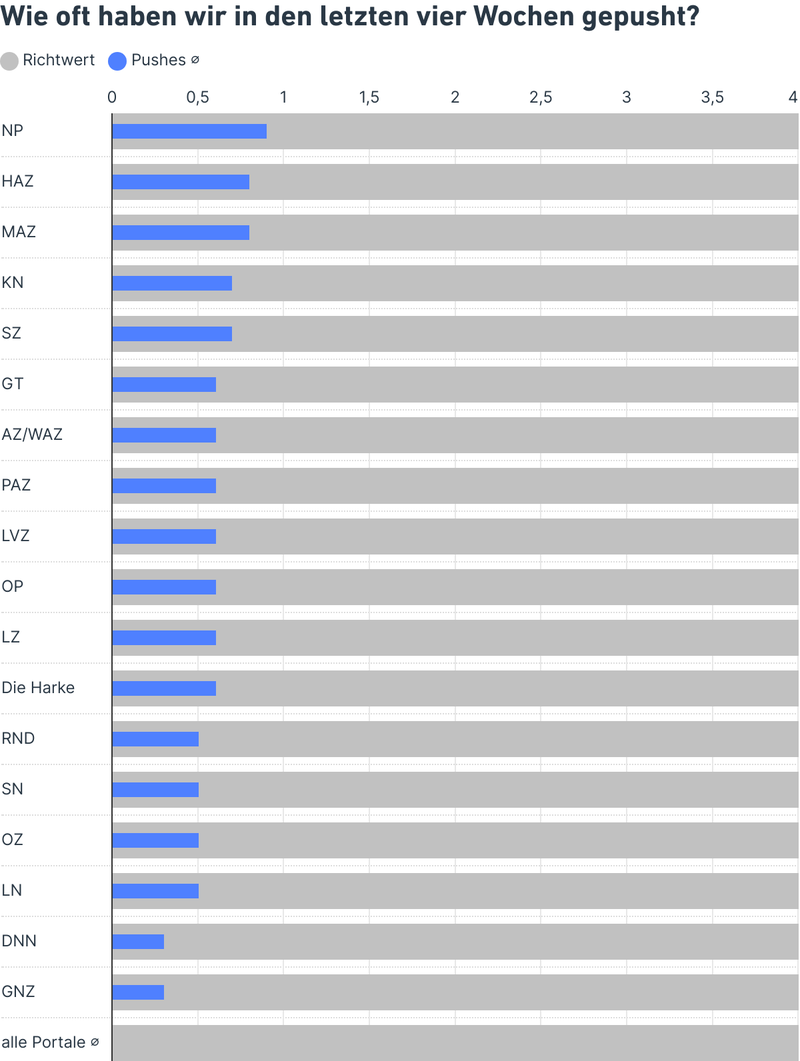 Wie oft haben wir in den letzten vier Wochen gepusht?
Richtwert Pushes ⌀
0 0,5 1 1,5 2 2,5 3 3,5 4
NP
HAZ
MAZ
KN
SZ
GT
AZ/WAZ
PAZ
LVZ
OP
LZ
Die Harke
RND
SN
OZ
LN
DNN
GNZ
alle Portale ⌀